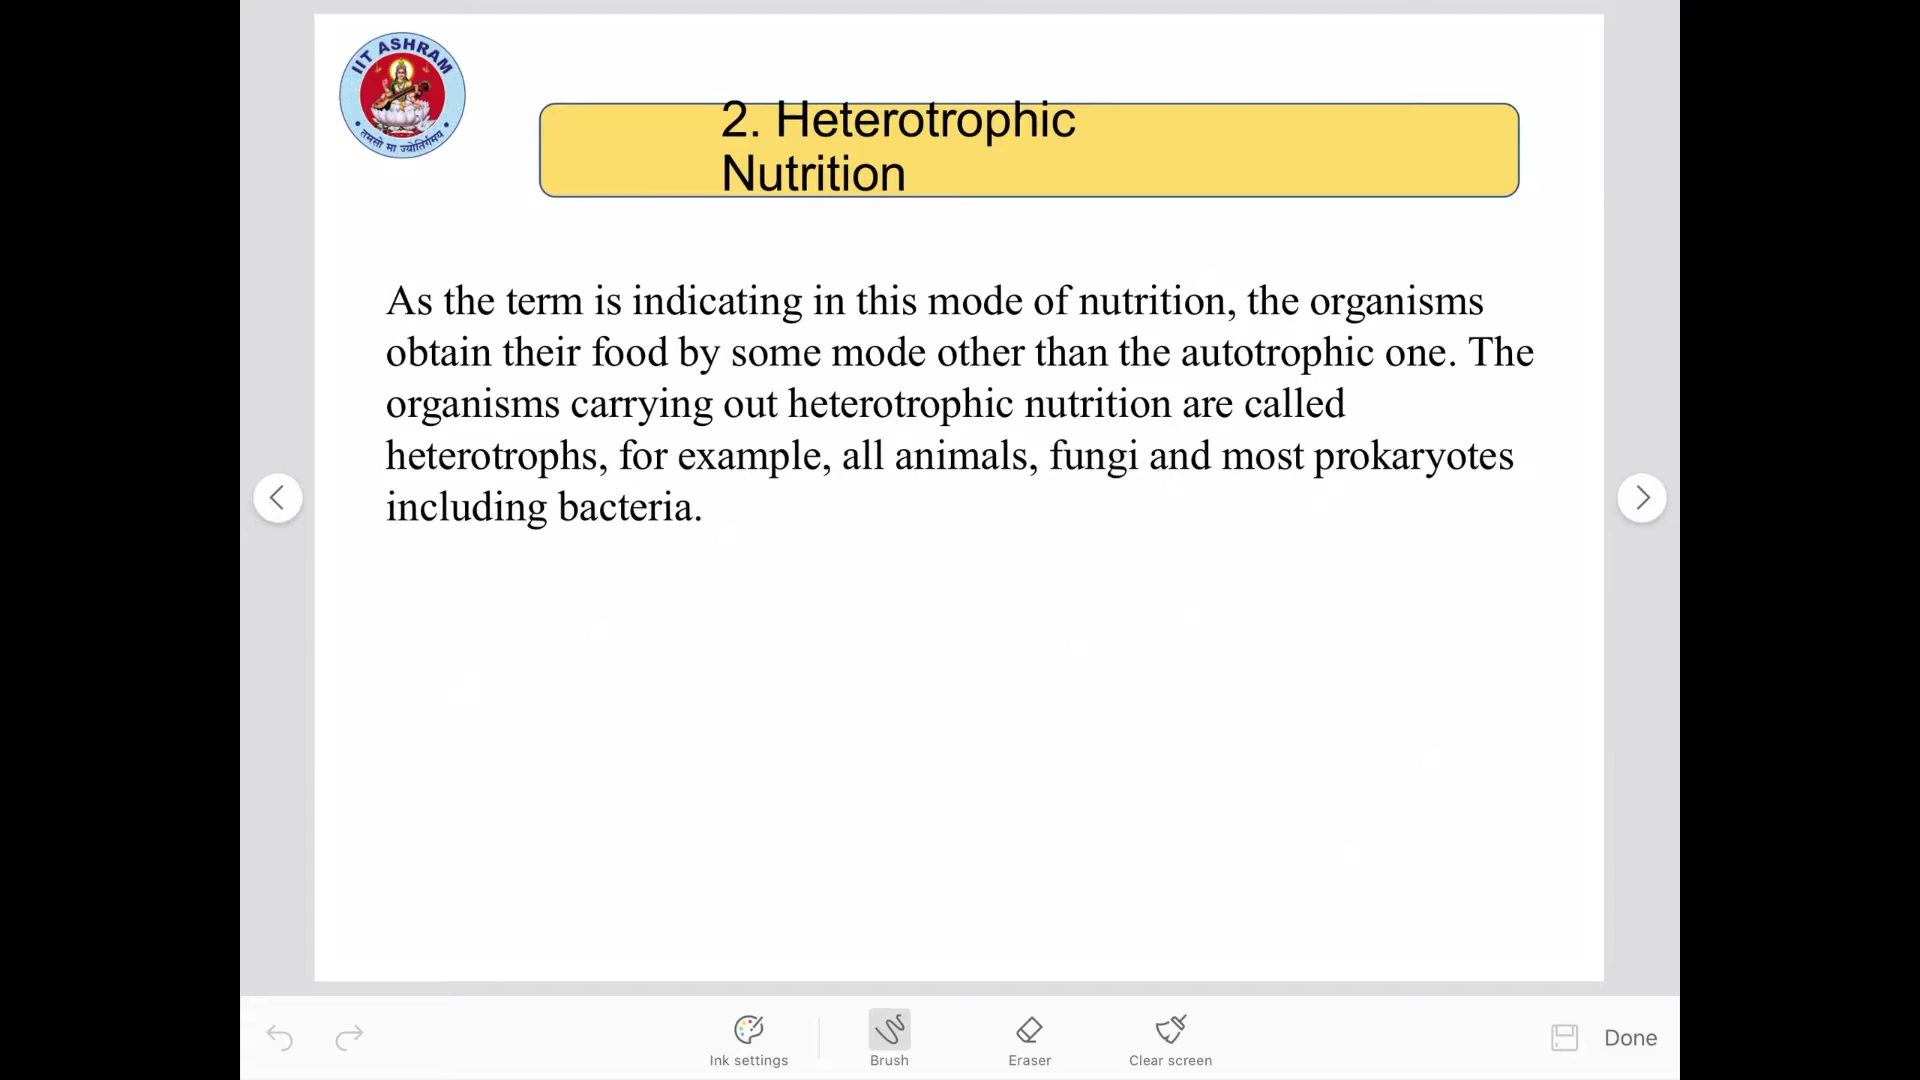 IIT ASHRAM
तमसो मा ज्योतिर्गमय
2. Heterotrophic
Nutrition
As the term is indicating in this mode of nutrition, the organisms
obtain their food by some mode other than the autotrophic one. The
organisms carrying out heterotrophic nutrition are called
heterotrophs, for example, all animals, fungi and most prokaryotes
including bacteria.
Ink settings
Brush
Eraser
Clear screen
Done